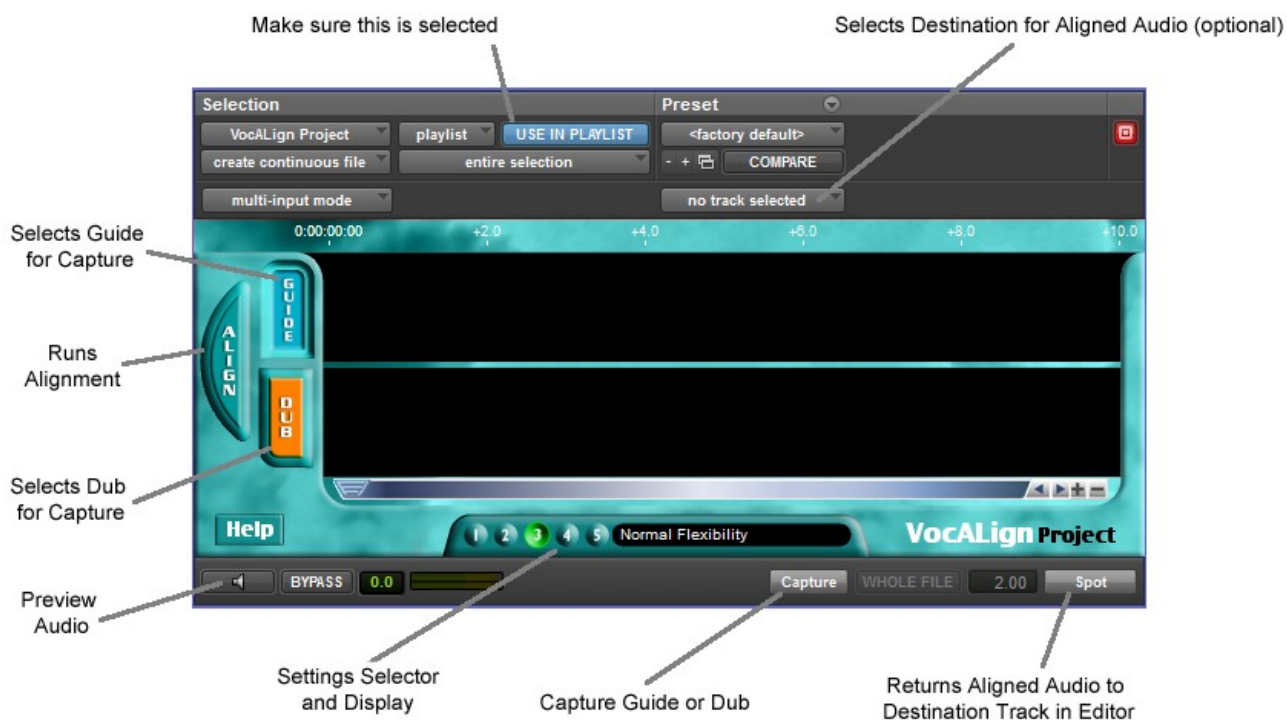 Make sure this is selected
Selects Destination for Aligned Audio (optional)
Selection
Preset
VocALign Project
playlist
USE IN PLAYLIST
<factory default>
create continuous file
entire selection
- +
COMPARE
multi-input mode
no track selected
Selects Guide
for Capture
0:00:00:00
+2.0
+4.0
+6.0
+8.0
+10.0
GUIDE
ALIGN
Runs
Alignment
DUB
Selects Dub
for Capture
Help
1 2 3 4 5
Normal Flexibility
VocALign Project
BYPASS
0.0
Capture
WHOLE FILE
2.00
Spot
Preview
Audio
Settings Selector
and Display
Capture Guide or Dub
Returns Aligned Audio to
Destination Track in Editor